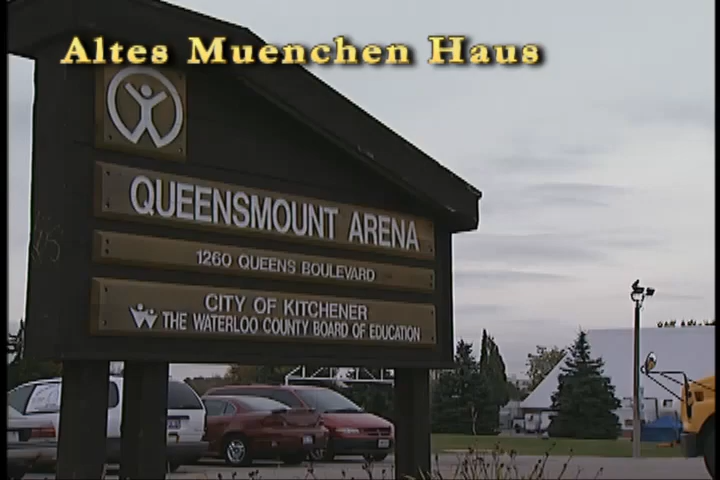 Altes Muenchen Haus
QUEENSMOUNT ARENA
1260 QUEENS BOULEVARD
CITY OF KITCHENER
THE WATERLOO COUNTY BOARD OF EDUCATION